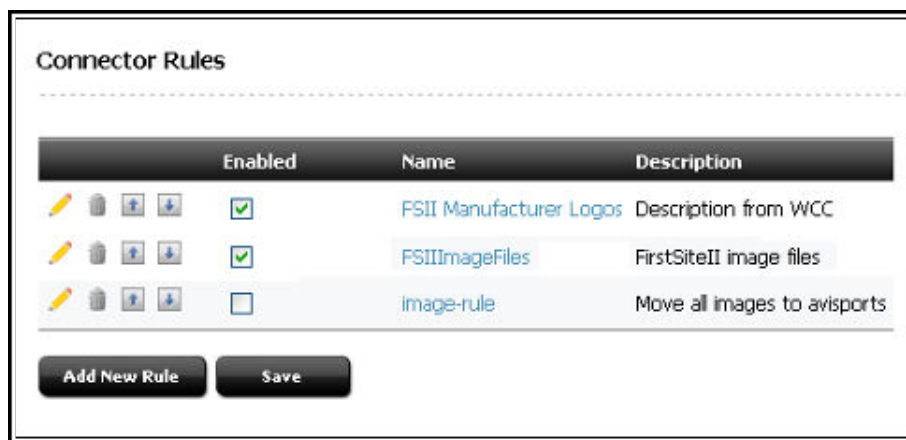 Connector Rules
Enabled Name Description
FSII Manufacturer Logos Description from WCC
FSIIImageFiles FirstSiteII image files
image-rule Move all images to avisports
Add New Rule Save